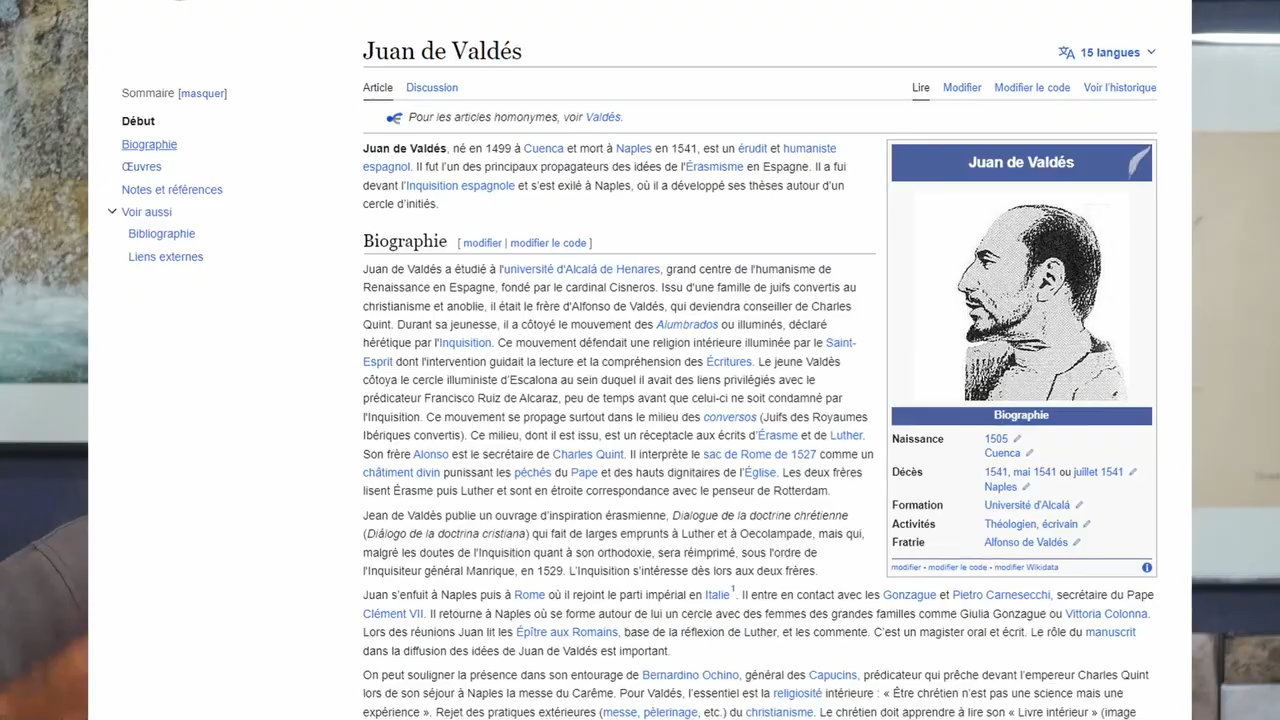 Juan de Valdés
15 langues
Sommaire [masquer]
Début
Biographie
Œuvres
Notes et références
Voir aussi
Bibliographie
Liens externes
Article Discussion Lire Modifier Modifier le code Voir l'historique
Pour les articles homonymes, voir Valdés.
Juan de Valdés, né en 1499 à Cuenca et mort à Naples en 1541, est un érudit et humaniste
espagnol. Il fut l'un des principaux propagateurs des idées de l'Érasmisme en Espagne. Il a fui
devant l'Inquisition espagnole et s'est exilé à Naples, où il a développé ses thèses autour d'un
cercle d'initiés.
Biographie [ modifier | modifier le code ]
Juan de Valdés a étudié à l'université d'Alcalá de Henares, grand centre de l'humanisme de
Renaissance en Espagne, fondé par le cardinal Cisneros. Issu d'une famille de juifs convertis au
christianisme et anoblie, il était le frère d'Alfonso de Valdés, qui deviendra conseiller de Charles
Quint. Durant sa jeunesse, il a côtoyé le mouvement des Alumbrados ou illuminés, déclaré
hérétique par l'Inquisition. Ce mouvement défendait une religion intérieure illuminée par le Saint-
Esprit dont l'intervention guidait la lecture et la compréhension des Écritures. Le jeune Valdès
côtoya le cercle illuministe d'Escalona au sein duquel il avait des liens privilégiés avec le
prédicateur Francisco Ruiz de Alcaraz, peu de temps avant que celui-ci ne soit condamné par
l'Inquisition. Ce mouvement se propage surtout dans le milieu des conversos (Juifs des Royaumes
Ibériques convertis). Ce milieu, dont il est issu, est un réceptacle aux écrits d'Érasme et de Luther.
Son frère Alonso est le secrétaire de Charles Quint. Il interprète le sac de Rome de 1527 comme un
châtiment divin punissant les péchés du Pape et des hauts dignitaires de l'Église. Les deux frères
lisent Érasme puis Luther et sont en étroite correspondance avec le penseur de Rotterdam.
Jean de Valdès publie un ouvrage d'inspiration érasmienne, Dialogue de la doctrine chrétienne
(Diálogo de la doctrina cristiana) qui fait de larges emprunts à Luther et à Oecolampade, mais qui,
malgré les doutes de l'Inquisition quant à son orthodoxie, sera réimprimé, sous l'ordre de
l'Inquisiteur général Manrique, en 1529. L'Inquisition s'intéresse dès lors aux deux frères.
Juan s'enfuit à Naples puis à Rome où il rejoint le parti impérial en Italie1. Il entre en contact avec les Gonzague et Pietro Carnesecchi, secrétaire du Pape
Clément VII. Il retourne à Naples où se forme autour de lui un cercle avec des femmes des grandes familles comme Giulia Gonzague ou Vittoria Colonna.
Lors des réunions Juan lit les Épître aux Romains, base de la réflexion de Luther, et les commente. C'est un magister oral et écrit. Le rôle du manuscrit
dans la diffusion des idées de Juan de Valdés est important.
On peut souligner la présence dans son entourage de Bernardino Ochino, général des Capucins, prédicateur qui prêche devant l'empereur Charles Quint
lors de son séjour à Naples la messe du Carême. Pour Valdés, l'essentiel est la religiosité intérieure : « Être chrétien n'est pas une science mais une
expérience ». Rejet des pratiques extérieures (messe, pèlerinage, etc.) du christianisme. Le chrétien doit apprendre à lire son « Livre intérieur » (image
Juan de Valdés
Biographie
Naissance 1505
Cuenca
Décès 1541, mai 1541 ou juillet 1541
Naples
Formation Université d'Alcalá
Activités Théologien, écrivain
Fratrie Alfonso de Valdés
modifier - modifier le code - modifier Wikidata